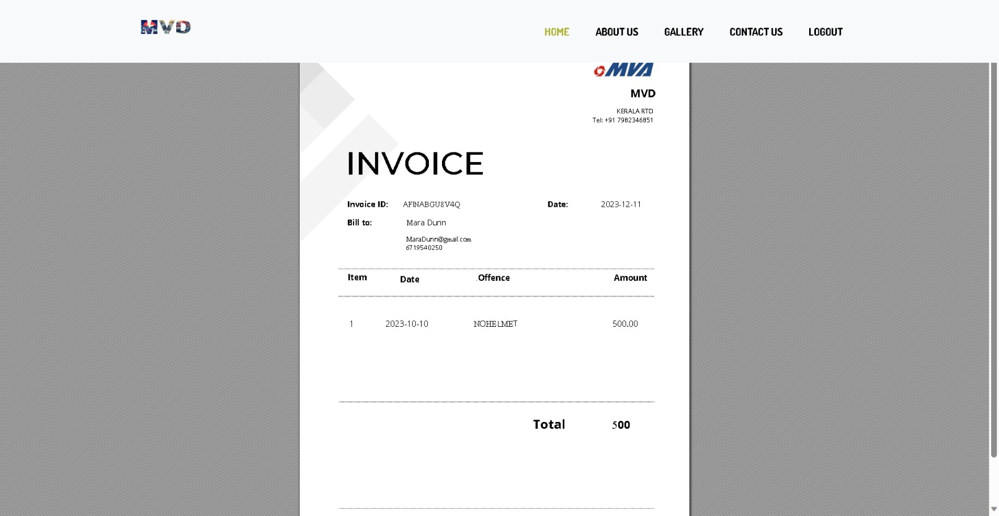 MVD HOME ABOUT US GALLERY CONTACT US LOGOUT
MVA
MVD
KERALA RTO
Tel: +91 7982346851
INVOICE
Invoice ID: AFINABGU8V4Q Date: 2023-12-11
Bill to: Mara Dunn
MaraDunn@gmail.com
6719540250
Item Date Offence Amount
1 2023-10-10 NOHELMET 500.00
Total 500